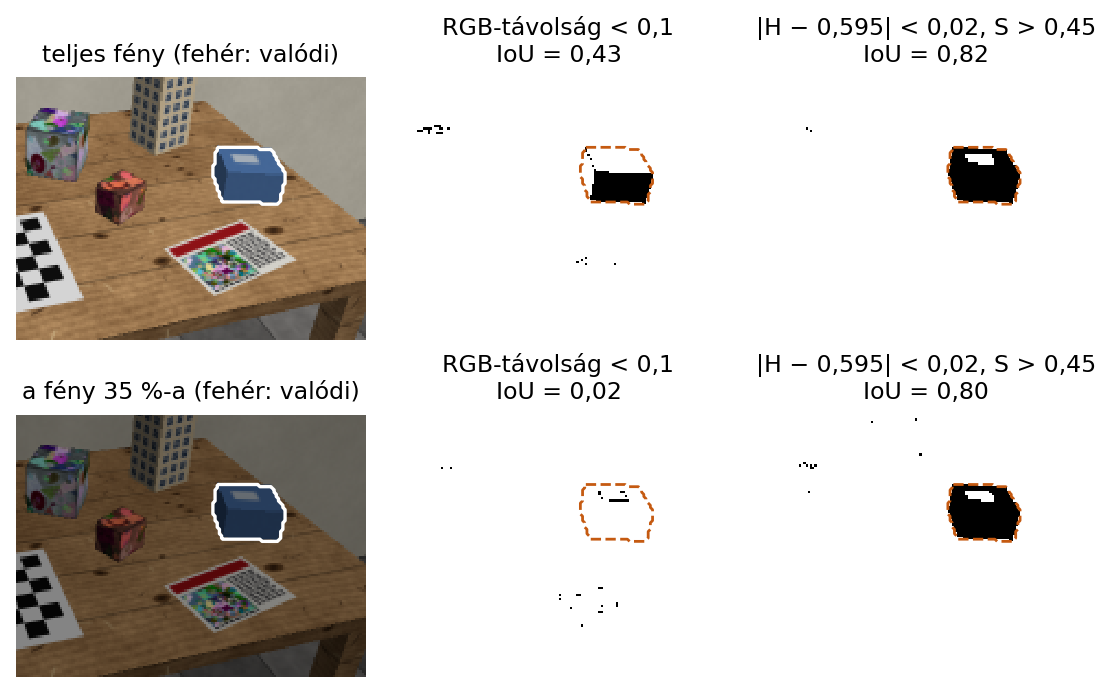 teljes fény (fehér: valódi)
RGB-távolság < 0,1
IoU = 0,43
|H − 0,595| < 0,02, S > 0,45
IoU = 0,82
a fény 35 %-a (fehér: valódi)
RGB-távolság < 0,1
IoU = 0,02
|H − 0,595| < 0,02, S > 0,45
IoU = 0,80